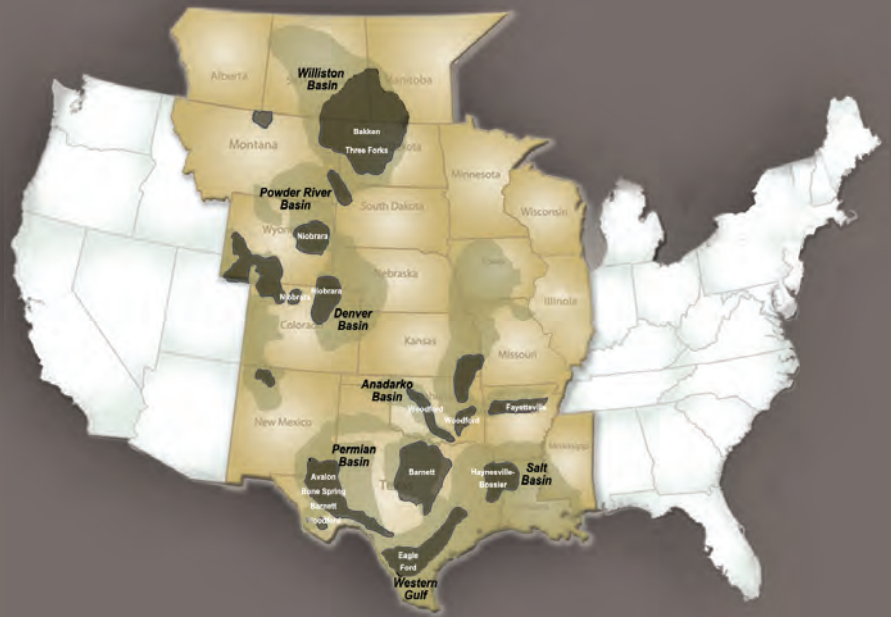 Alberta
Manitoba
Williston
Basin
Bakken
Three Forks
Montana
Minnesota
Wisconsin
Powder River
Basin
South Dakota
Niobrara
Nebraska
Iowa
Niobrara
Niobrara
Illinois
Denver
Basin
Colorado
Kansas
Missouri
Anadarko
Basin
Woodford
Woodford
Fayetteville
New Mexico
Permian
Basin
Mississippi
Avalon
Bone Spring
Barnett
Woodford
Barnett
Haynesville-
Bossier
Salt
Basin
Eagle
Ford
Western
Gulf